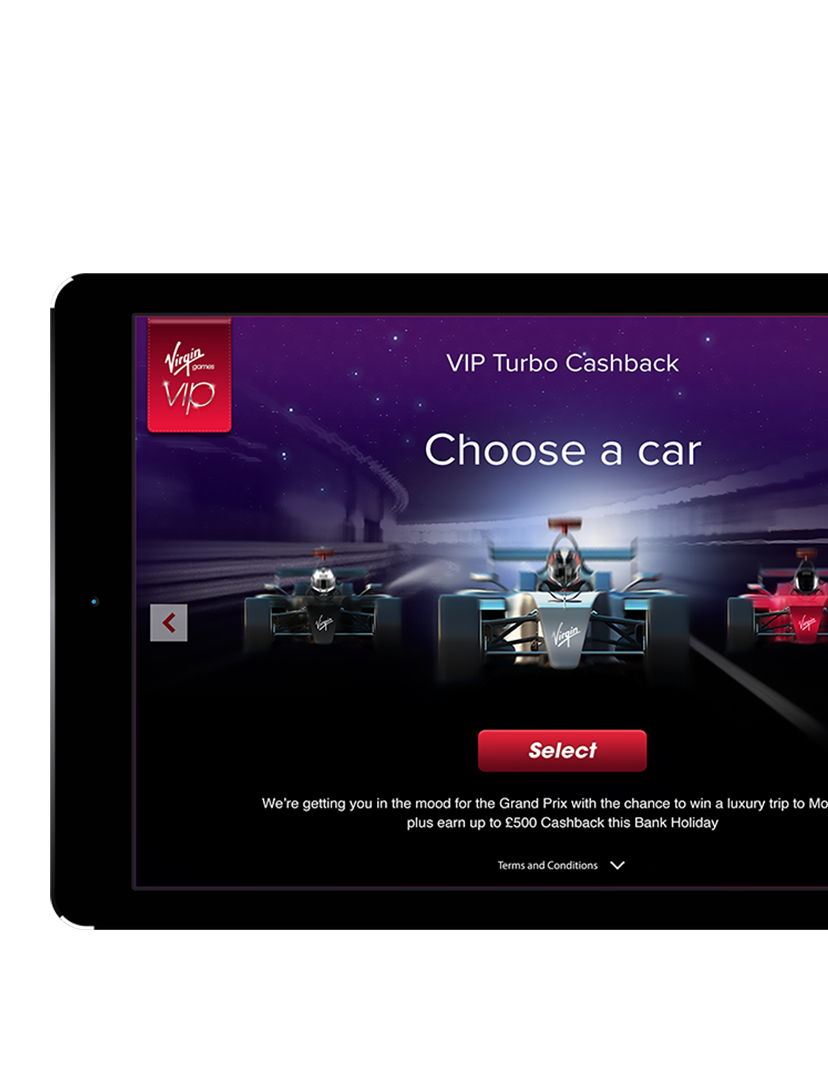 Virgin
games
VIP
VIP Turbo Cashback
Choose a car
Virgin
Virgin
Virgin
Select
We're getting you in the mood for the Grand Prix with the chance to win a luxury trip to Mo
plus earn up to £500 Cashback this Bank Holiday
Terms and Conditions